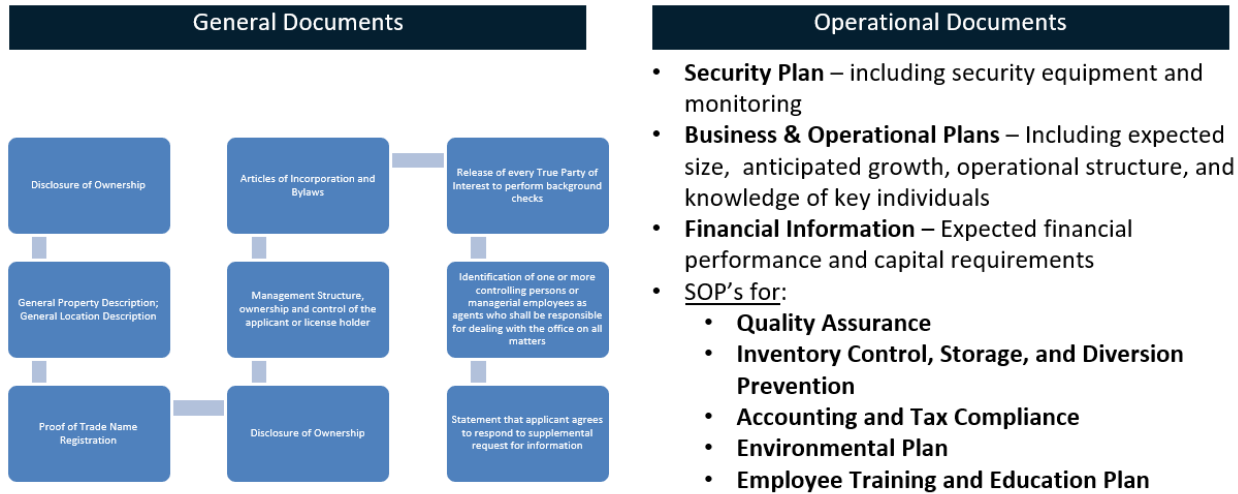 General Documents
Disclosure of Ownership
General Property Description;
General Location Description
Proof of Trade Name
Registration
Disclosure of Ownership
Management Structure,
ownership and control of the
applicant or license holder
Articles of Incorporation and
Bylaws
Release of every True Party of
Interest to perform background
checks
Identification of one or more
controlling persons or
managerial employees as
agents who shall be responsible
for dealing with the office on all
matters
Statement that applicant agrees
to respond to supplemental
request for information
Operational Documents
• Security Plan – including security equipment and
monitoring
• Business & Operational Plans – Including expected
size, anticipated growth, operational structure, and
knowledge of key individuals
• Financial Information – Expected financial
performance and capital requirements
• SOP's for:
• Quality Assurance
• Inventory Control, Storage, and Diversion
Prevention
• Accounting and Tax Compliance
• Environmental Plan
• Employee Training and Education Plan